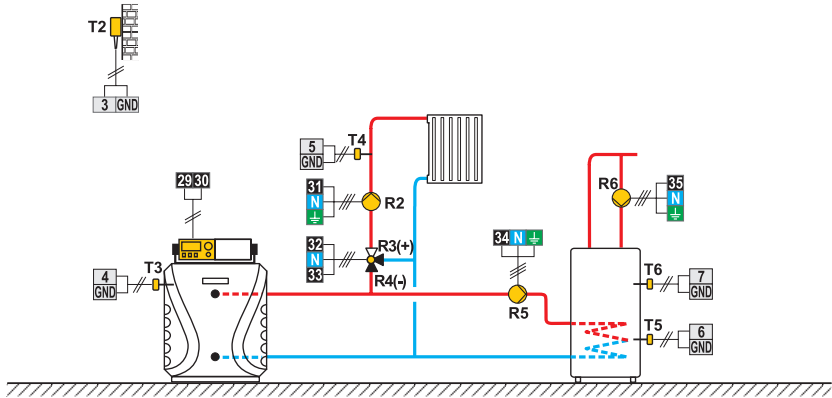 T2
3 GND
5
GND
T4
29 30
31
N
R2
R6
35
N
32
N
33
R3(+)
R4(-)
34 N
4
GND
T3
R5
T6
7
GND
T5
6
GND